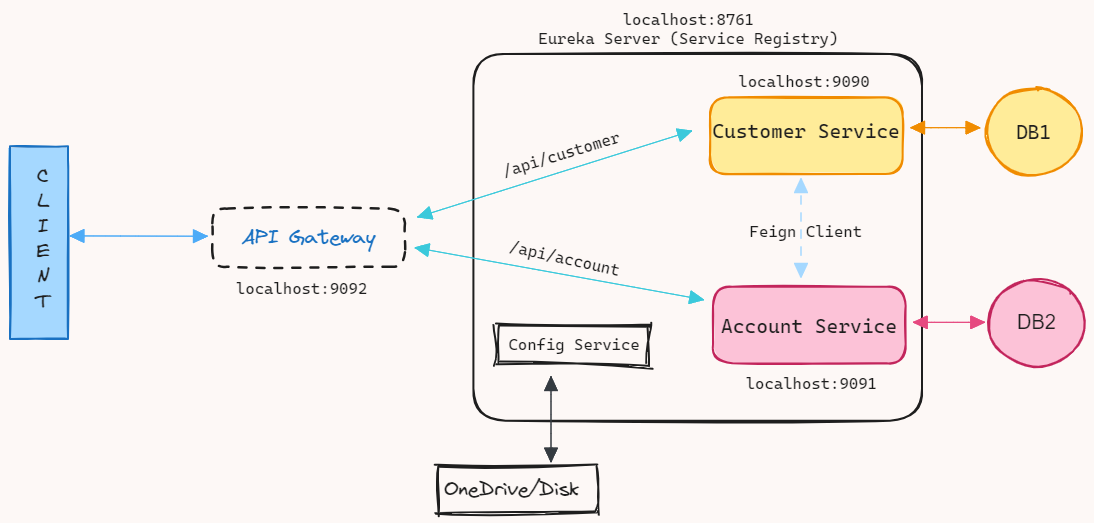 localhost:8761
Eureka Server (Service Registry)
localhost:9090
Customer Service
DB1
/api/customer
CLIENT
API Gateway
localhost:9092
Feign Client
/api/account
Account Service
DB2
Config Service
localhost:9091
OneDrive/Disk